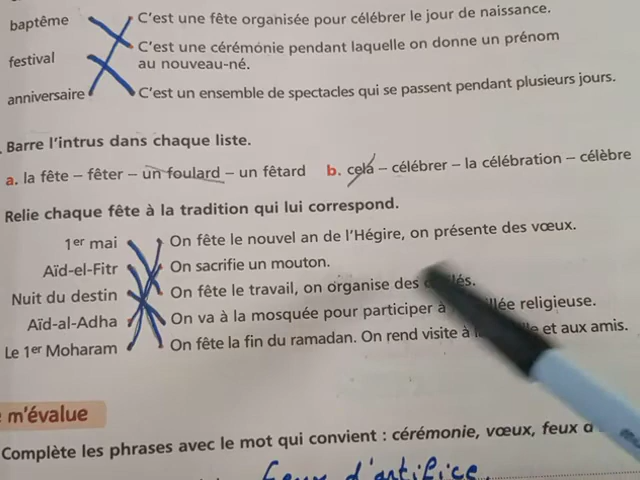 baptême
C'est une fête organisée pour célébrer le jour de naissance.
festival
C'est une cérémonie pendant laquelle on donne un prénom
au nouveau-né.
anniversaire
C'est un ensemble de spectacles qui se passent pendant plusieurs jours.
. Barre l'intrus dans chaque liste.
a. la fête – fêter – un foulard – un fêtard b. cela – célébrer – la célébration – célèbre
Relie chaque fête à la tradition qui lui correspond.
1er mai
On fête le nouvel an de l'Hégire, on présente des vœux.
Aïd-el-Fitr
On sacrifie un mouton.
Nuit du destin
On fête le travail, on organise des
Aïd-al-Adha
On va à la mosquée pour participer à religieuse.
Le 1er Moharam
On fête la fin du ramadan. On rend visite à et aux amis.
m'évalue
Complète les phrases avec le mot qui convient : cérémonie, vœux, feux
feux d'artifice.